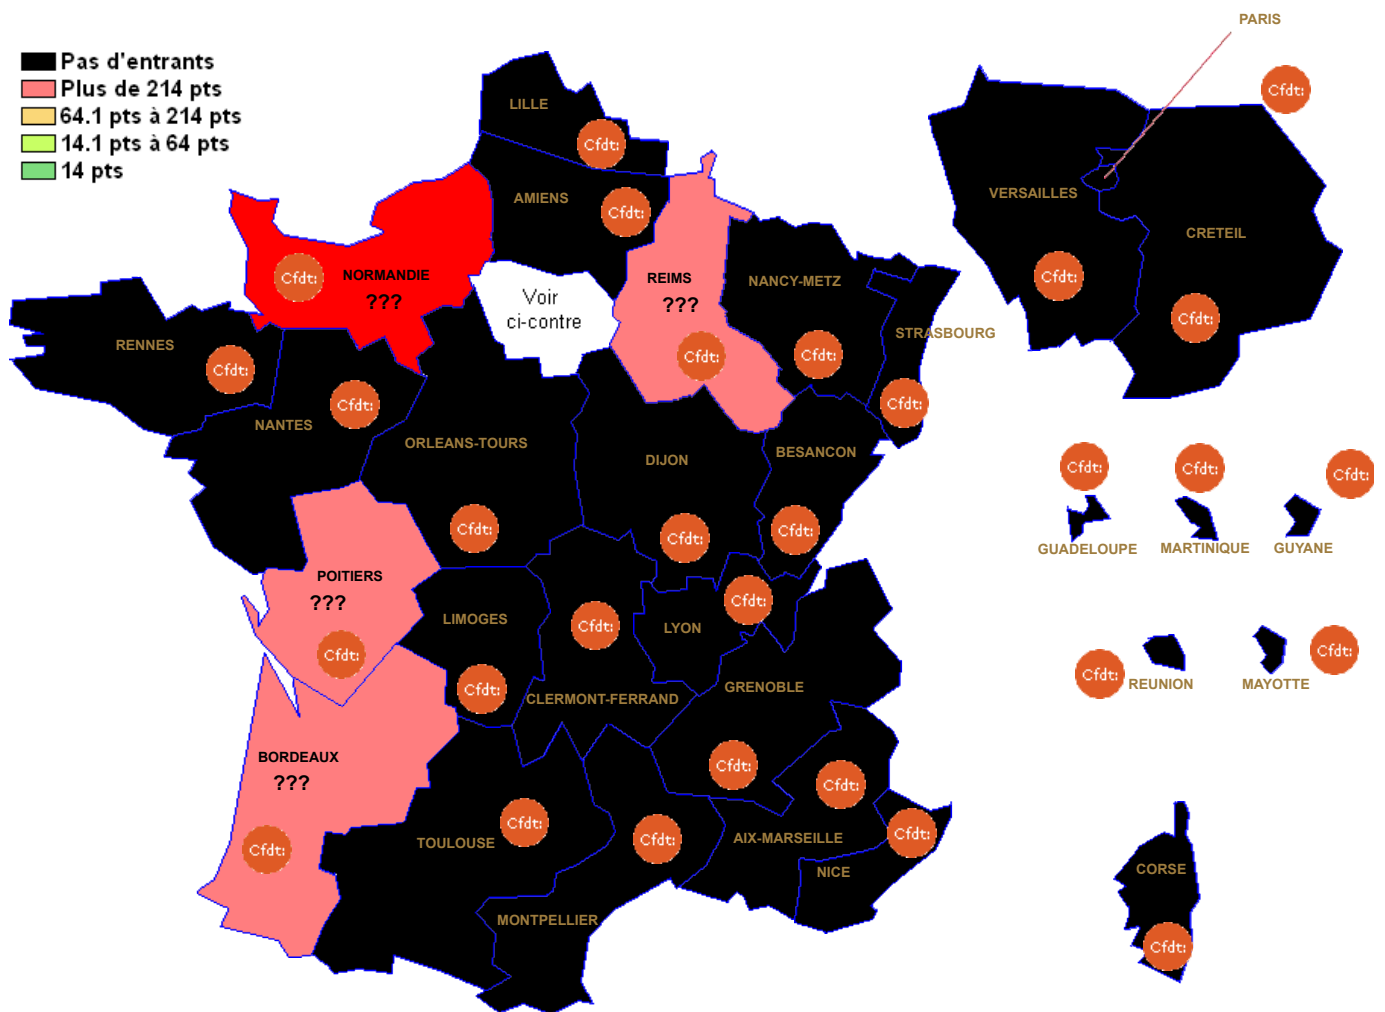 PARIS
Pas d'entrants
Plus de 214 pts
64.1 pts à 214 pts
14.1 pts à 64 pts
14 pts
Cfdt:
LILLE
Cfdt:
AMIENS
Cfdt:
VERSAILLES
CRETEIL
Cfdt:
Cfdt:
NORMANDIE
???
Cfdt:
REIMS
???
Cfdt:
NANCY-METZ
Cfdt:
Voir
ci-contre
STRASBOURG
Cfdt:
RENNES
Cfdt:
NANTES
Cfdt:
ORLEANS-TOURS
Cfdt:
DIJON
Cfdt:
BESANCON
Cfdt:
Cfdt:
Cfdt:
Cfdt:
GUADELOUPE
MARTINIQUE
GUYANE
POITIERS
???
Cfdt:
LIMOGES
Cfdt:
Cfdt:
CLERMONT-FERRAND
LYON
Cfdt:
GRENOBLE
Cfdt:
Cfdt:
REUNION
MAYOTTE
Cfdt:
BORDEAUX
???
Cfdt:
TOULOUSE
Cfdt:
Cfdt:
MONTPELLIER
Cfdt:
AIX-MARSEILLE
Cfdt:
NICE
CORSE
Cfdt: